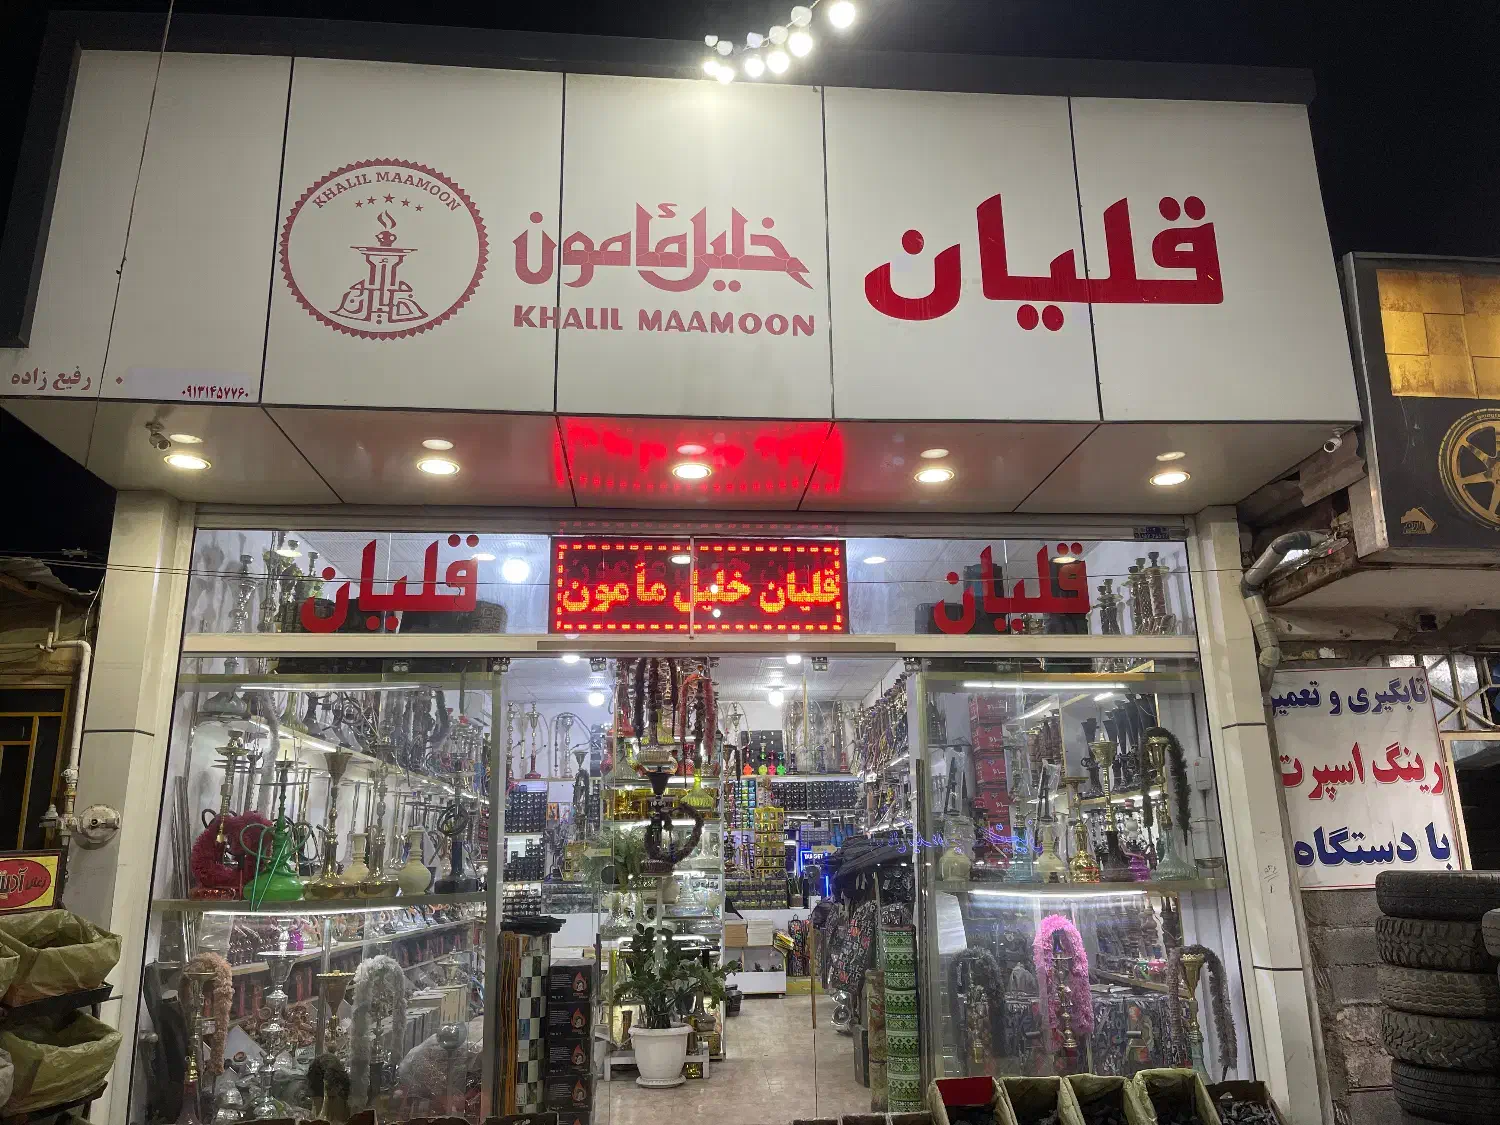 KHALIL MAAMOON
خلیل مأمون
KHALIL MAAMOON
قلیان
رفیع زاده
۰۹۱۳۱۴۵۷۷۶۰
قلیان
قلیان خلیل مأمون
قلیان
تابگیری و تعمیر
رینگ اسپرت
با دستگاه